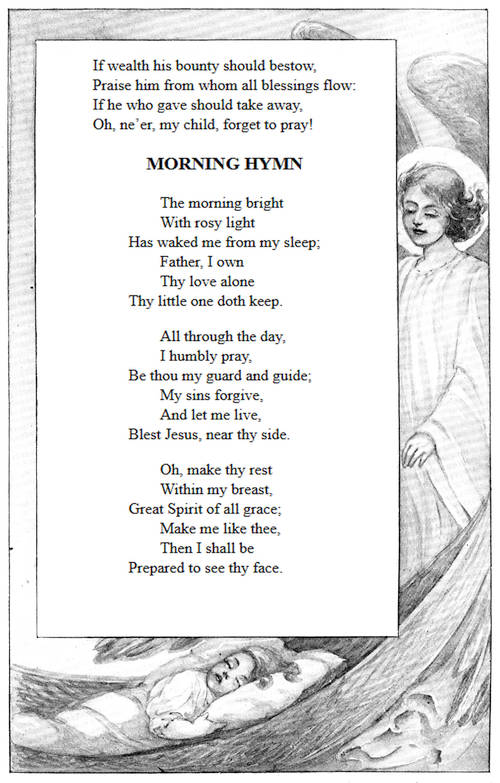 If wealth his bounty should bestow,
Praise him from whom all blessings flow:
If he who gave should take away,
Oh, ne’er, my child, forget to pray!
MORNING HYMN
The morning bright
With rosy light
Has waked me from my sleep;
Father, I own
Thy love alone
Thy little one doth keep.
All through the day,
I humbly pray,
Be thou my guard and guide;
My sins forgive,
And let me live,
Blest Jesus, near thy side.
Oh, make thy rest
Within my breast,
Great Spirit of all grace;
Make me like thee,
Then I shall be
Prepared to see thy face.